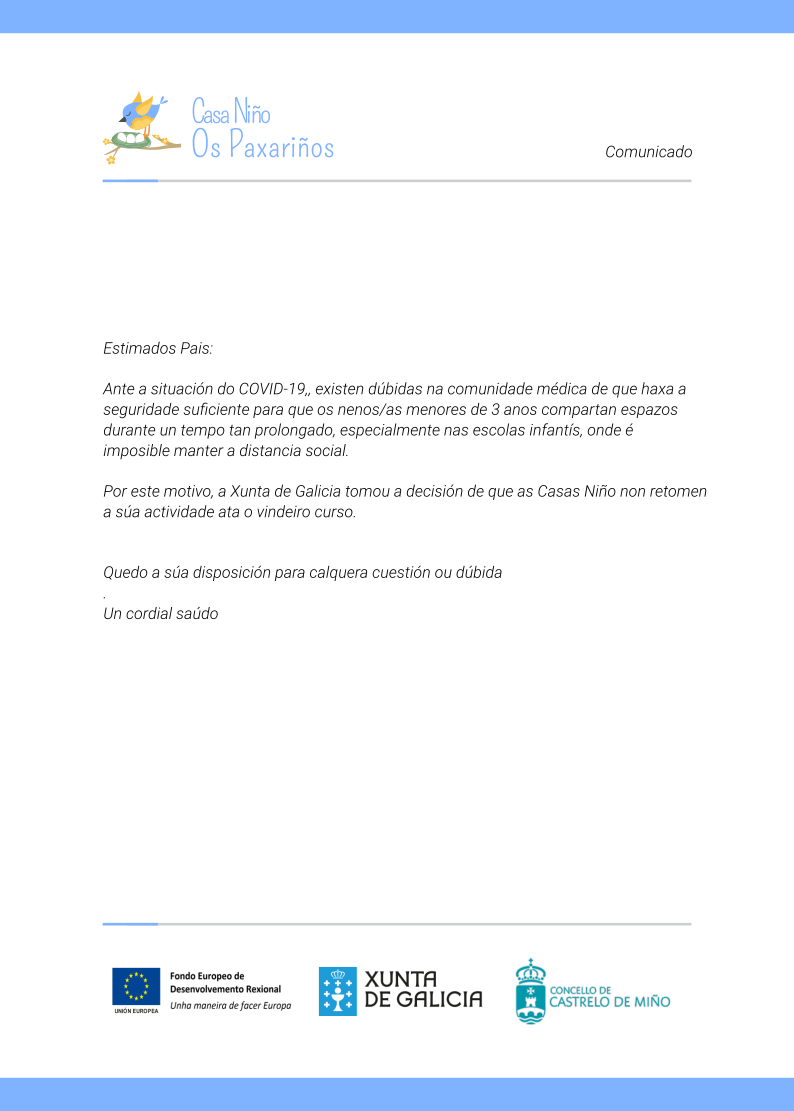 Casa Niño
Os Paxariños
Comunicado
Estimados Pais:
Ante a situación do COVID-19,, existen dúbidas na comunidade médica de que haxa a
seguridade suficiente para que os nenos/as menores de 3 anos compartan espazos
durante un tempo tan prolongado, especialmente nas escolas infantís, onde é
imposible manter a distancia social.
Por este motivo, a Xunta de Galicia tomou a decisión de que as Casas Niño non retomen
a súa actividade ata o vindeiro curso.
Quedo a súa disposición para calquera cuestión ou dúbida
.
Un cordial saúdo
UNIÓN EUROPEA
Fondo Europeo de
Desenvolvemento Rexional
Unha maneira de facer Europa
XUNTA
DE GALICIA
CONCELLO DE
CASTRELO DE MIÑO